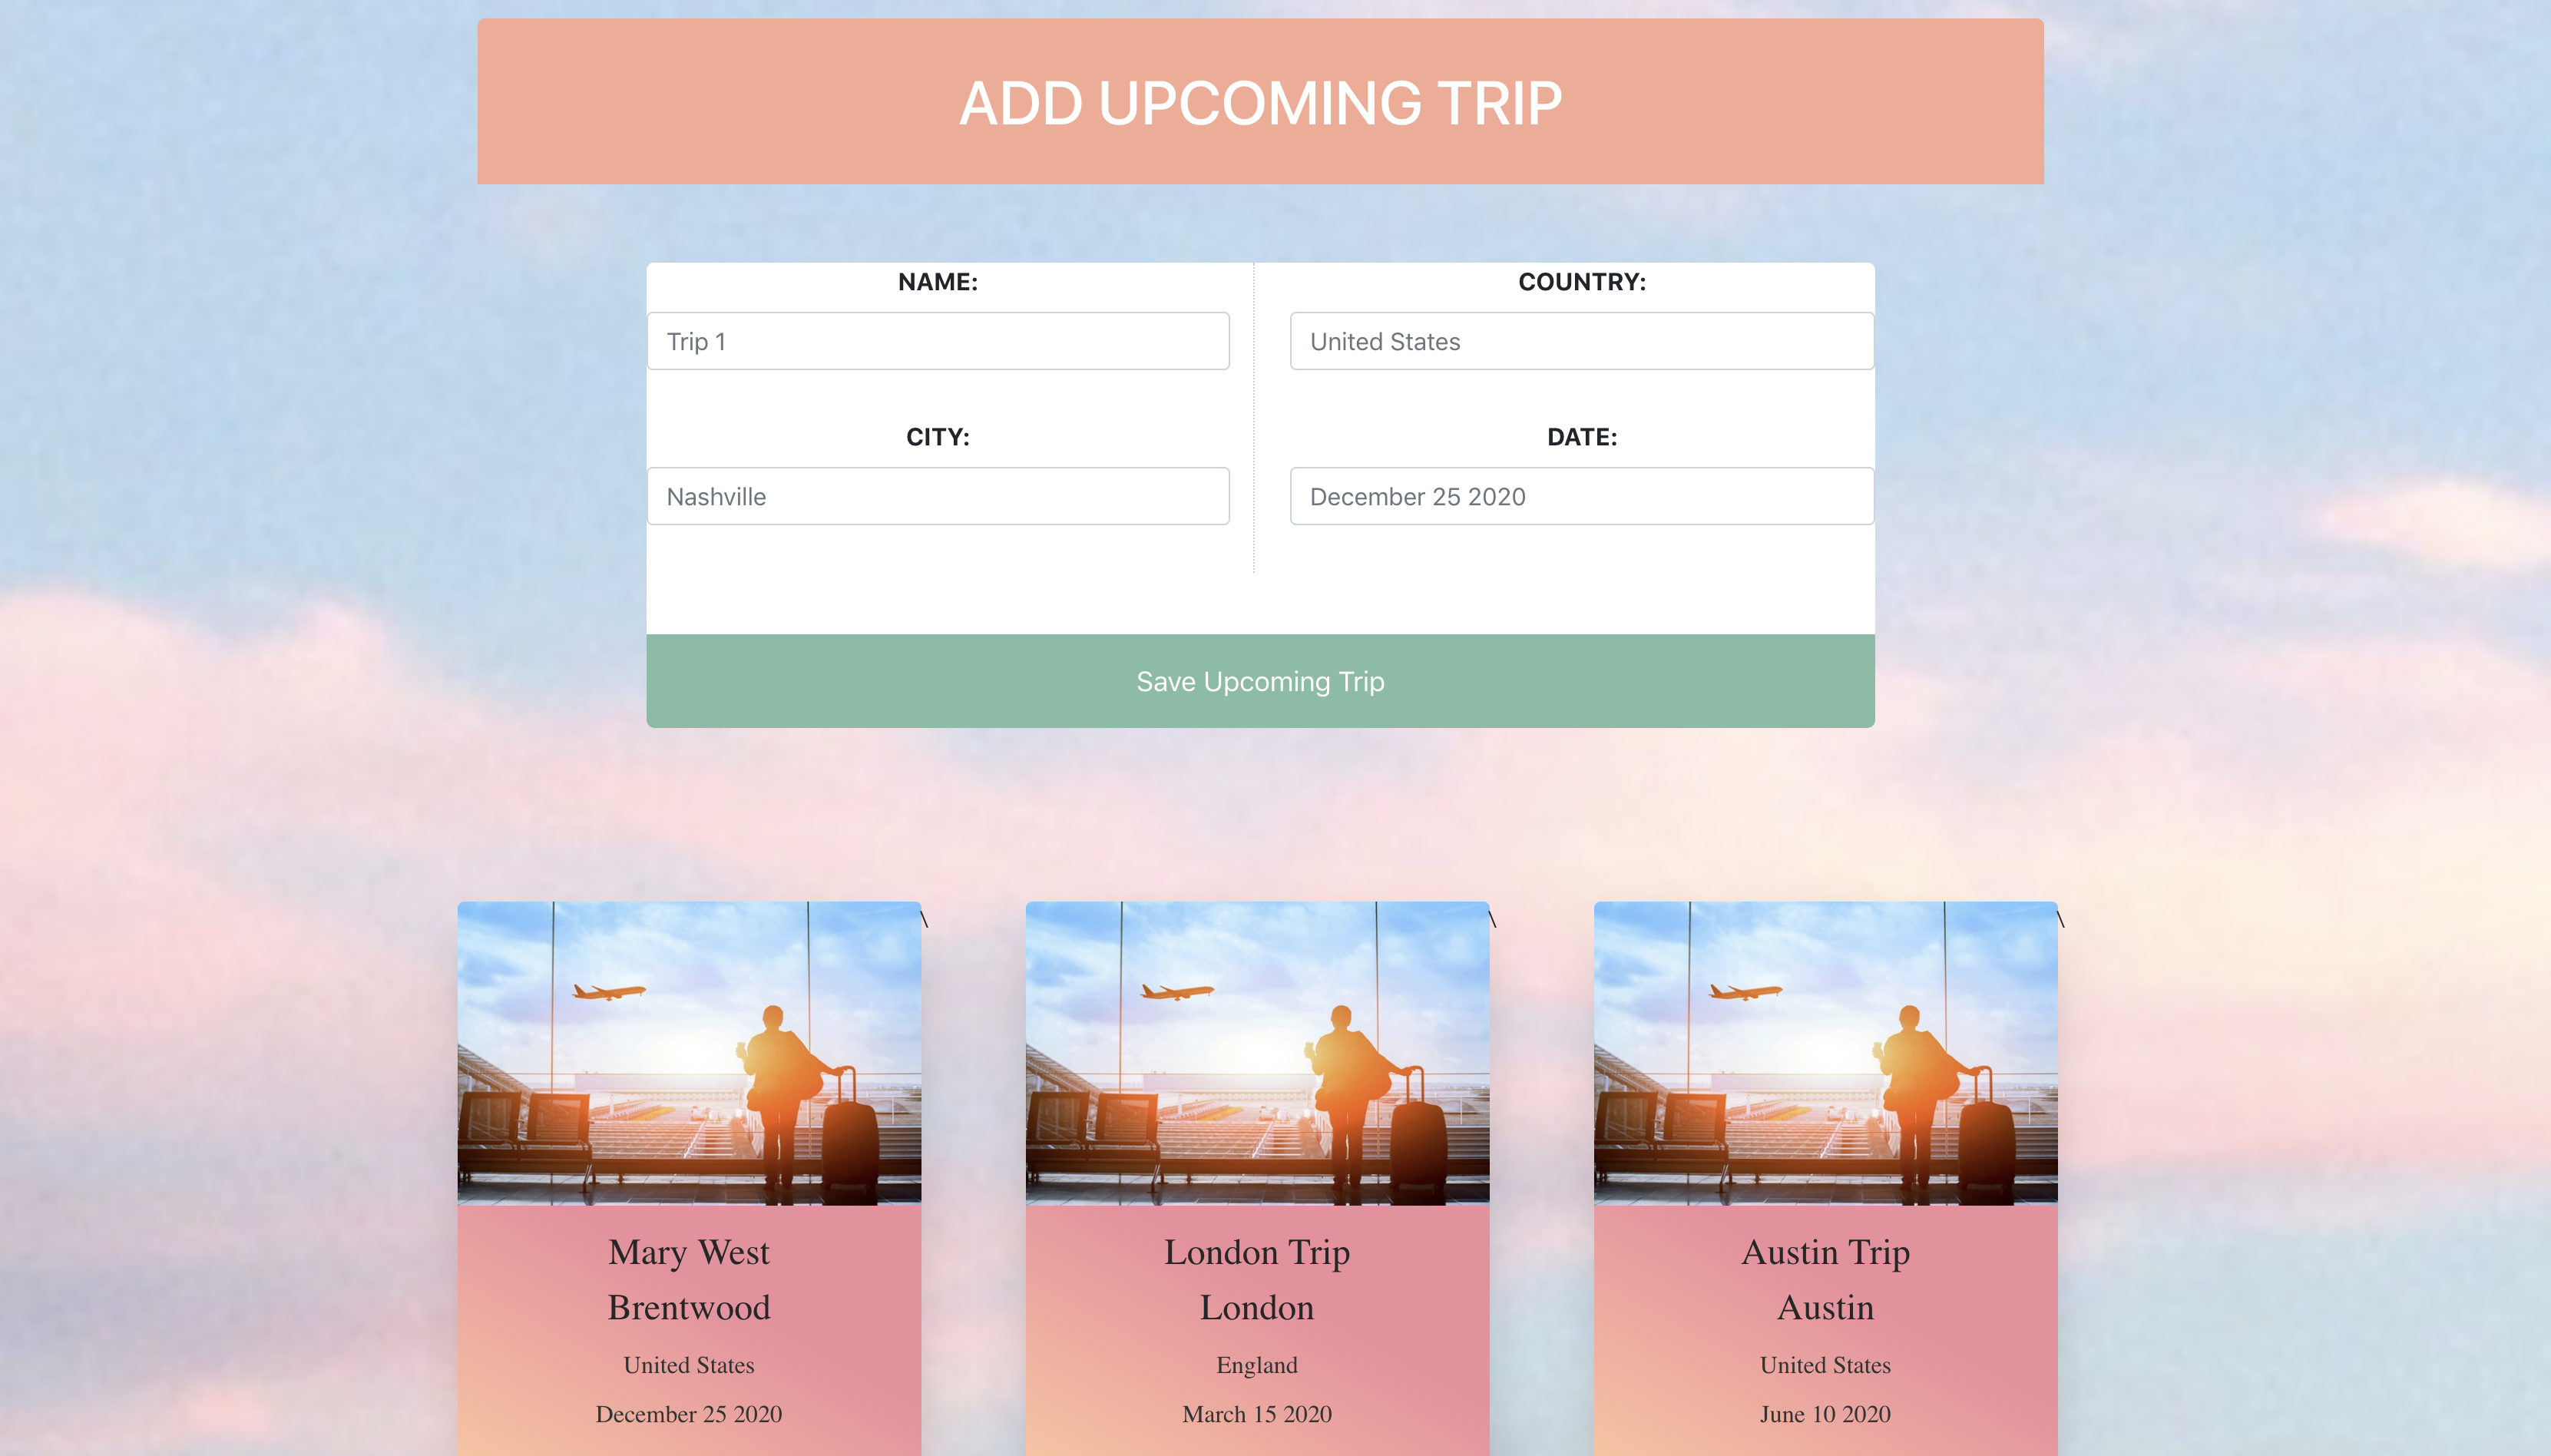 ADD UPCOMING TRIP
NAME:
COUNTRY:
Trip 1
United States
CITY:
DATE:
Nashville
December 25 2020
Save Upcoming Trip
\
\
\
Mary West
Brentwood
United States
December 25 2020
London Trip
London
England
March 15 2020
Austin Trip
Austin
United States
June 10 2020